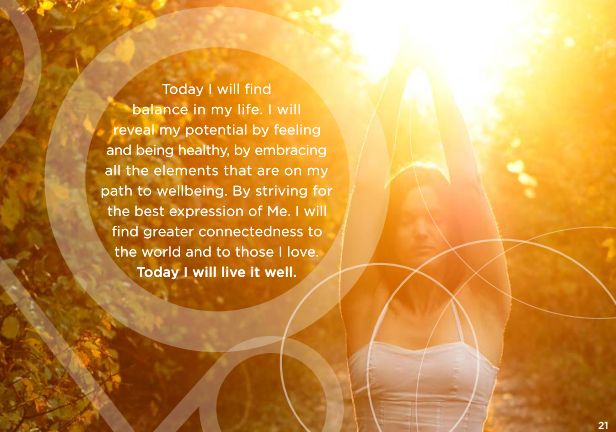 Today I will find
balance in my life. I will
reveal my potential by feeling
and being healthy, by embracing
all the elements that are on my
path to wellbeing. By striving for
the best expression of Me. I will
find greater connectedness to
the world and to those I love.
Today I will live it well.
21